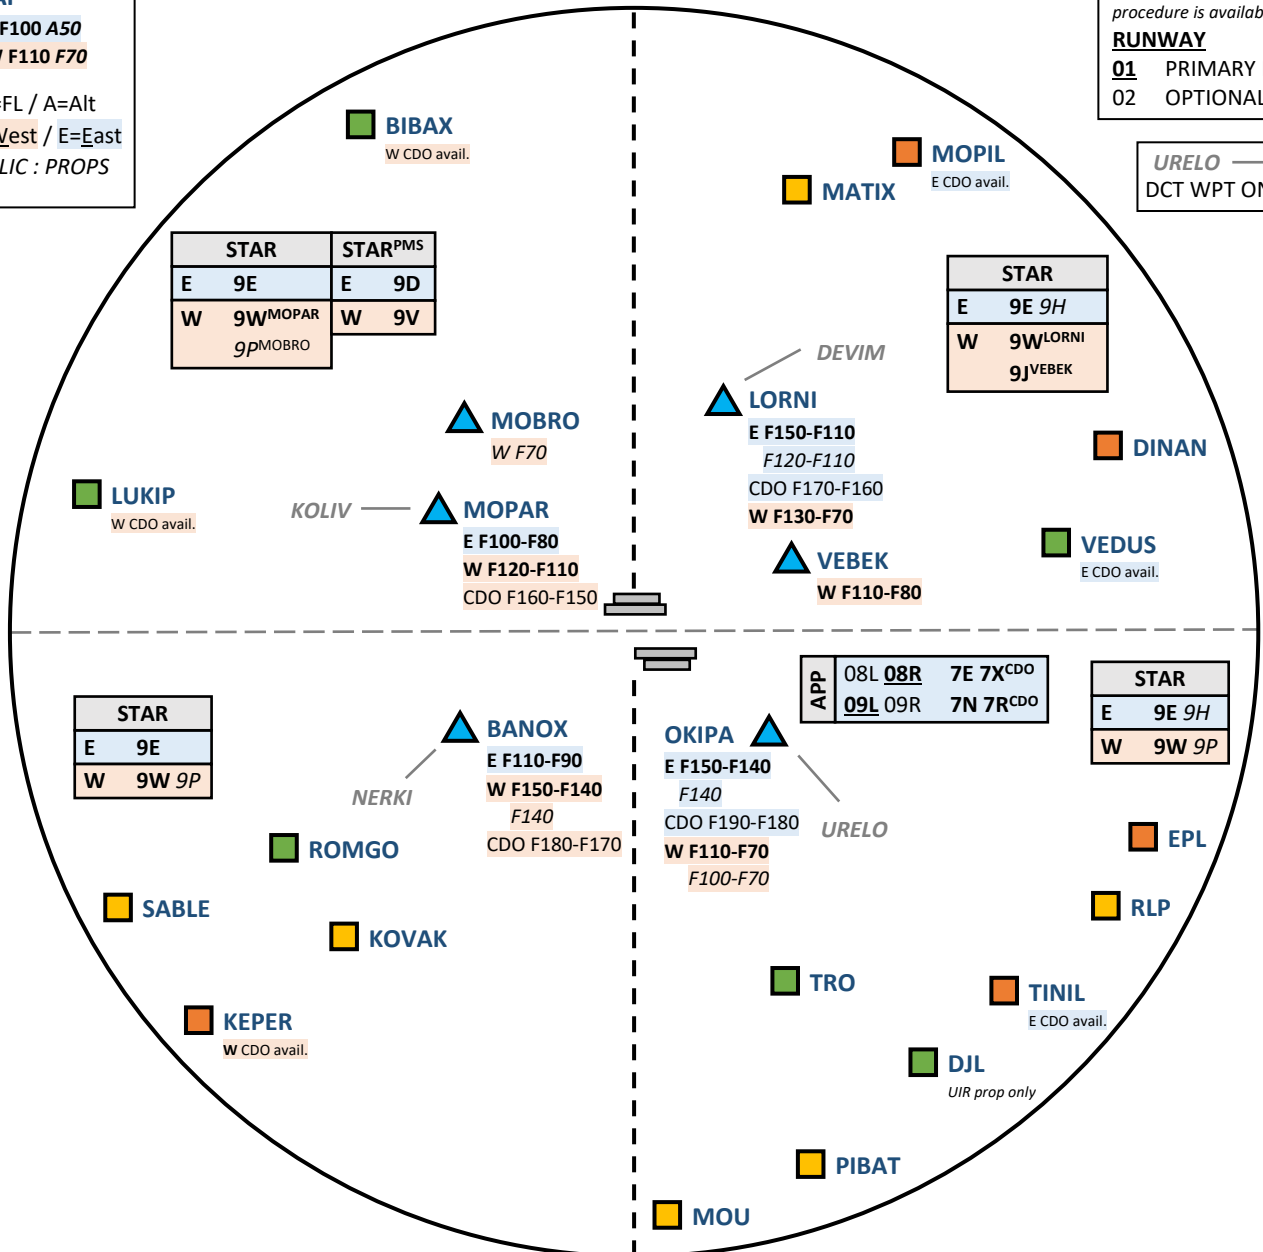 F100 A50
F110 F70
=FL / A=Alt
West / E=East
LIC : PROPS
procedure is availab
RUNWAY
01 PRIMARY
02 OPTIONAL
URELO
DCT WPT ON
BIBAX
W CDO avail.
MOPIL
E CDO avail.
MATIX
STAR STARPMS
E 9E E 9D
W 9WMOPAR W 9V
9PMOBRO
STAR
E 9E 9H
W 9WLORNI
9JVEBEK
DEVIM
LORNI
E F150-F110
F120-F110
CDO F170-F160
W F130-F70
MOBRO
W F70
DINAN
LUKIP
W CDO avail.
KOLIV
MOPAR
E F100-F80
W F120-F110
CDO F160-F150
VEBEK
W F110-F80
VEDUS
E CDO avail.
APP
08L 08R 7E 7XCDO
09L 09R 7N 7RCDO
STAR
E 9E 9H
W 9W 9P
STAR
E 9E
W 9W 9P
BANOX
E F110-F90
W F150-F140
F140
CDO F180-F170
NERKI
OKIPA
E F150-F140
F140
CDO F190-F180
W F110-F70
F100-F70
URELO
ROMGO
EPL
SABLE
RLP
KOVAK
TRO
TINIL
E CDO avail.
KEPER
W CDO avail.
DJL
UIR prop only
PIBAT
MOU